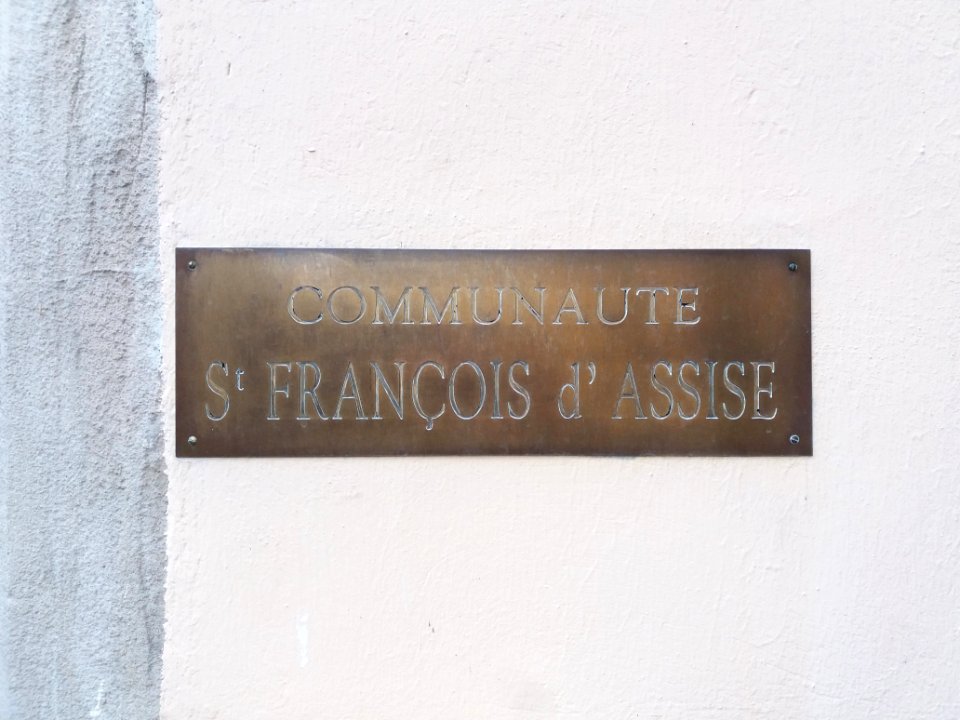 COMMUNAUTE
St FRANÇOIS d' ASSISE